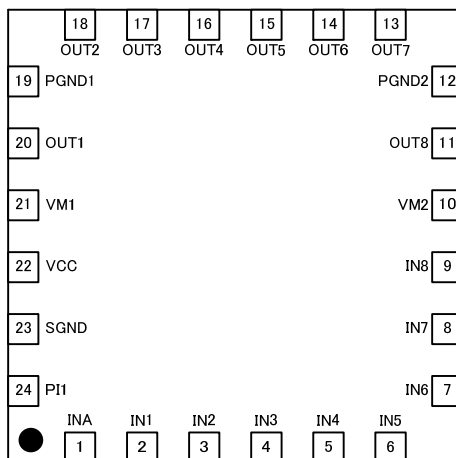 18 17 16 15 14 13
OUT2 OUT3 OUT4 OUT5 OUT6 OUT7
19 PGND1 PGND2 12
20 OUT1 OUT8 11
21 VM1 VM2 10
22 VCC IN8 9
23 SGND IN7 8
24 PI1 IN6 7
INA IN1 IN2 IN3 IN4 IN5
1 2 3 4 5 6